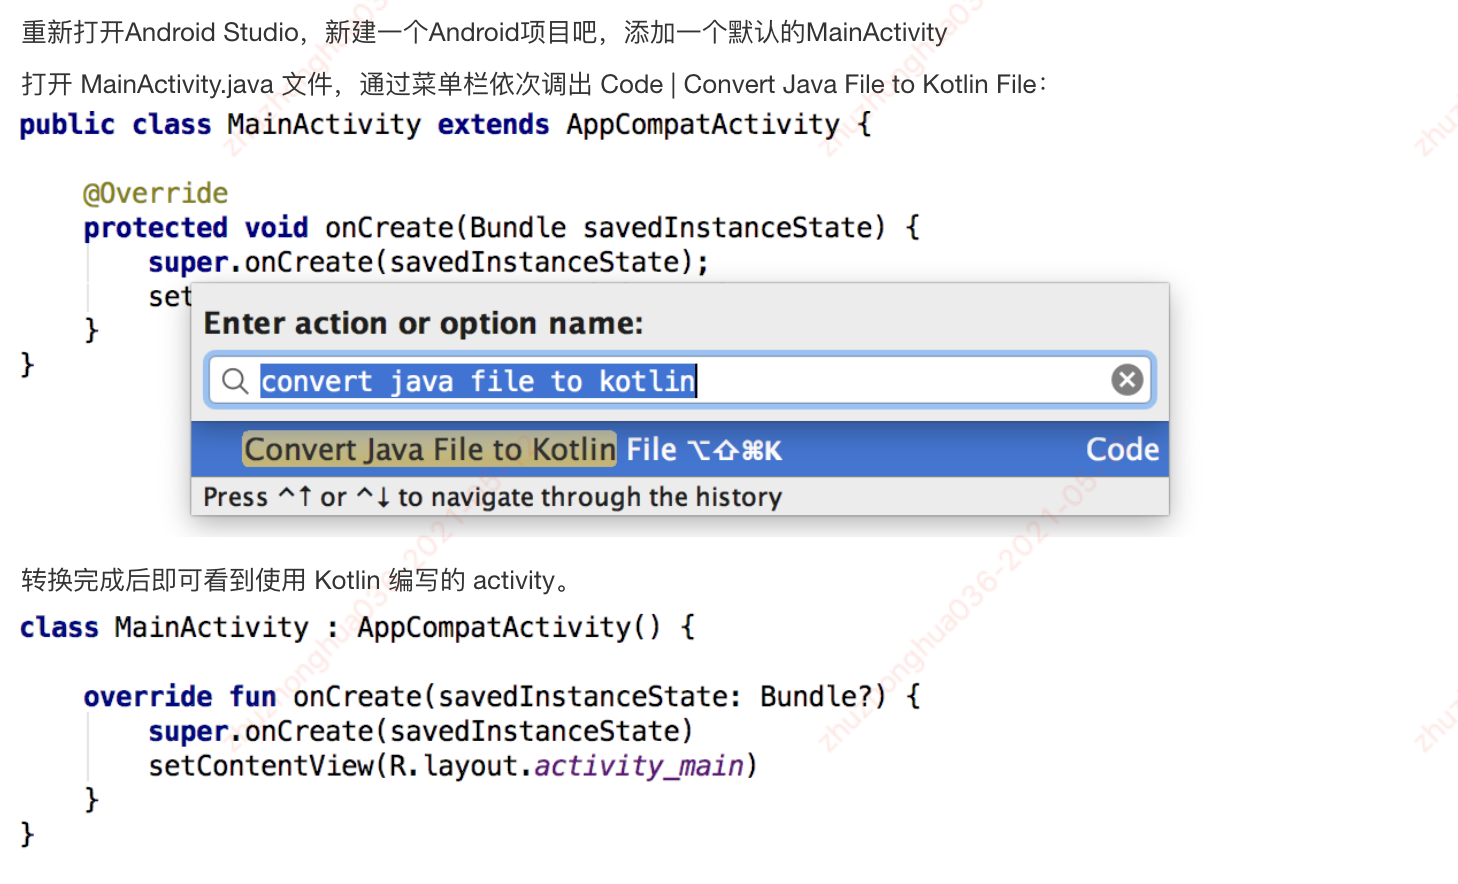 重新打开Android Studio，新建一个Android项目吧，添加一个默认的MainActivity
打开 MainActivity.java 文件，通过菜单栏依次调出 Code | Convert Java File to Kotlin File：
public class MainActivity extends AppCompatActivity {
@Override
protected void onCreate(Bundle savedInstanceState) {
super.onCreate(savedInstanceState);
set
}
}
Enter action or option name:
convert java file to kotlin
Convert Java File to Kotlin File ⌥⇧⌘K Code
Press ^↑ or ^↓ to navigate through the history
转换完成后即可看到使用 Kotlin 编写的 activity。
class MainActivity : AppCompatActivity() {
override fun onCreate(savedInstanceState: Bundle?) {
super.onCreate(savedInstanceState)
setContentView(R.layout.activity_main)
}
}